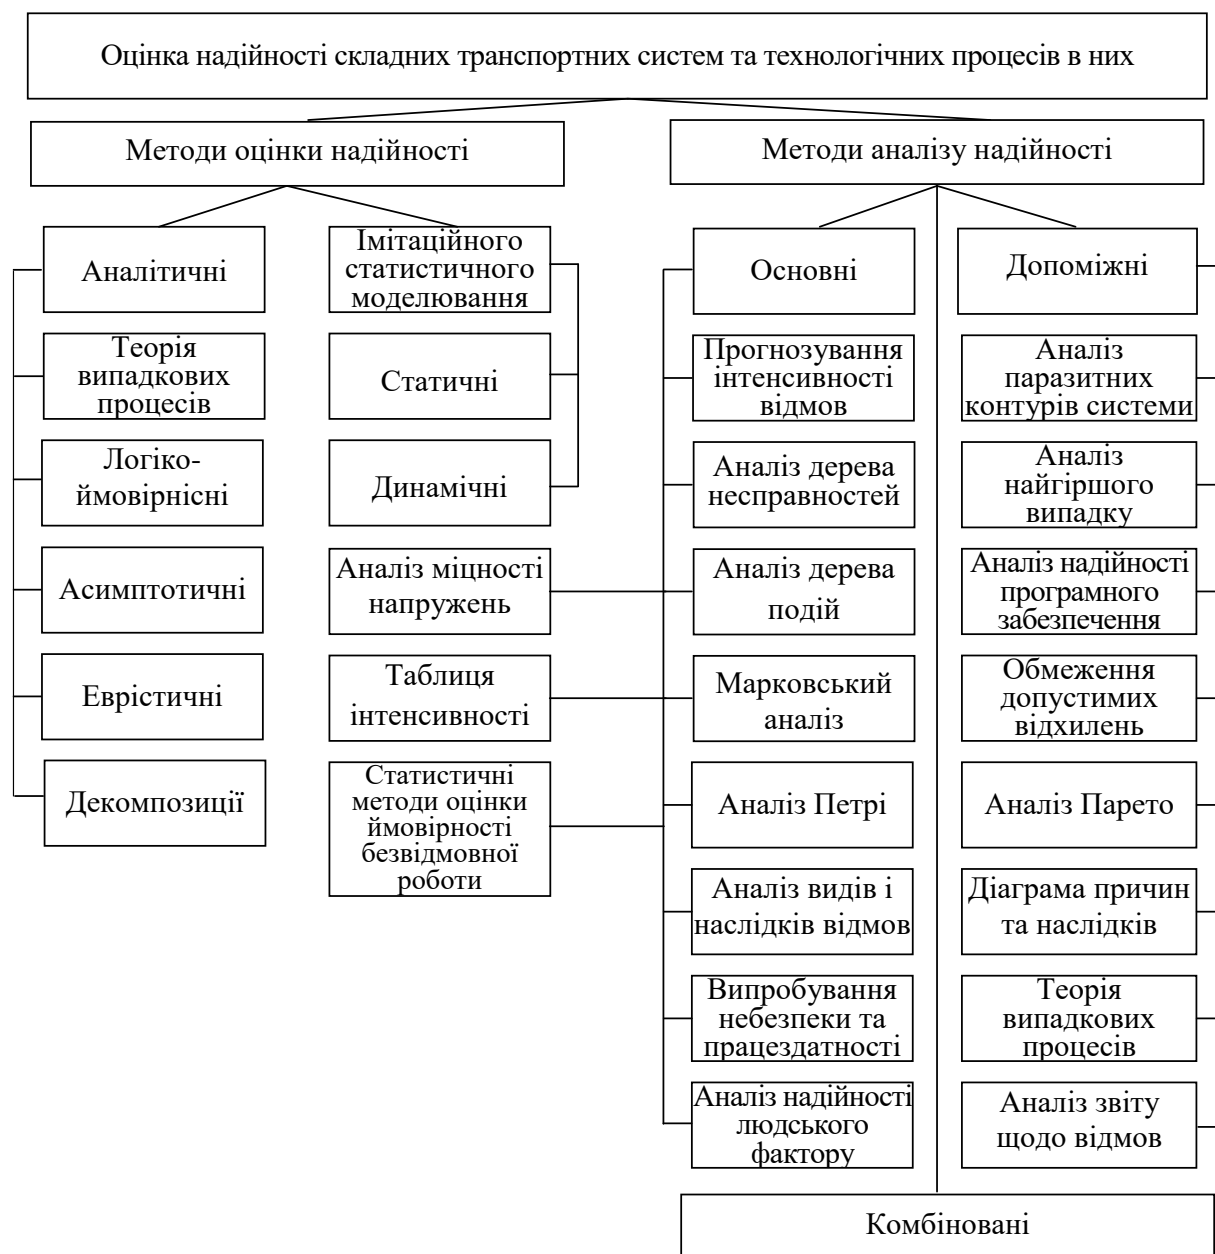 Оцінка надійності складних транспортних систем та технологічних процесів в них
Методи оцінки надійності
Методи аналізу надійності
Аналітичні
Теорія
випадкових
процесів
Логіко-
ймовірнісні
Асимптотичні
Еврістичні
Декомпозиції
Імітаційного
статистичного
моделювання
Статичні
Динамічні
Аналіз міцності
напружень
Таблиця
інтенсивності
Статистичні
методи оцінки
ймовірності
безвідмовної
роботи
Основні
Прогнозування
інтенсивності
відмов
Аналіз дерева
несправностей
Аналіз дерева
подій
Марковський
аналіз
Аналіз Петрі
Аналіз видів і
наслідків відмов
Випробування
небезпеки та
працездатності
Аналіз надійності
людського
фактору
Допоміжні
Аналіз
паразитних
контурів системи
Аналіз
найгіршого
випадку
Аналіз надійності
програмного
забезпечення
Обмеження
допустимих
відхилень
Аналіз Парето
Діаграма причин
та наслідків
Теорія
випадкових
процесів
Аналіз звіту
щодо відмов
Комбіновані